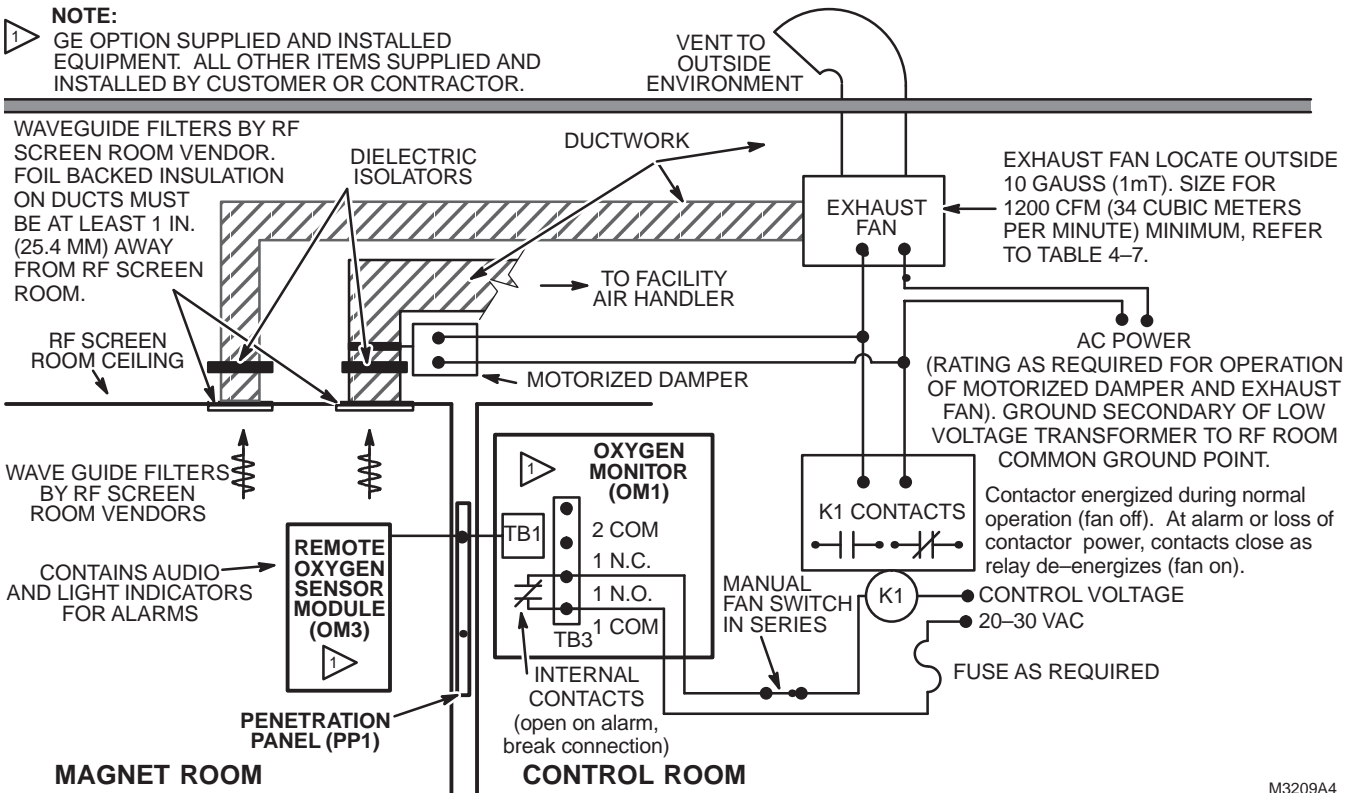 NOTE:
1
GE OPTION SUPPLIED AND INSTALLED
EQUIPMENT. ALL OTHER ITEMS SUPPLIED AND
INSTALLED BY CUSTOMER OR CONTRACTOR.
VENT TO
OUTSIDE
ENVIRONMENT
WAVEGUIDE FILTERS BY RF
SCREEN ROOM VENDOR.
FOIL BACKED INSULATION
ON DUCTS MUST
BE AT LEAST 1 IN.
(25.4 MM) AWAY
FROM RF SCREEN
ROOM.
DIELECTRIC
ISOLATORS
DUCTWORK
EXHAUST
FAN
EXHAUST FAN LOCATE OUTSIDE
10 GAUSS (1mT). SIZE FOR
1200 CFM (34 CUBIC METERS
PER MINUTE) MINIMUM, REFER
TO TABLE 4–7.
TO FACILITY
AIR HANDLER
RF SCREEN
ROOM CEILING
MOTORIZED DAMPER
AC POWER
(RATING AS REQUIRED FOR OPERATION
OF MOTORIZED DAMPER AND EXHAUST
FAN). GROUND SECONDARY OF LOW
VOLTAGE TRANSFORMER TO RF ROOM
COMMON GROUND POINT.
WAVE GUIDE FILTERS
BY RF SCREEN
ROOM VENDORS
1
OXYGEN
MONITOR
(OM1)
TB1
2 COM
1 N.C.
1 N.O.
1 COM
TB3
K1 CONTACTS
Contactor energized during normal
operation (fan off). At alarm or loss of
contactor power, contacts close as
relay de–energizes (fan on).
CONTAINS AUDIO
AND LIGHT INDICATORS
FOR ALARMS
REMOTE
OXYGEN
SENSOR
MODULE
(OM3)
1
MANUAL
FAN SWITCH
IN SERIES
K1
CONTROL VOLTAGE
20–30 VAC
FUSE AS REQUIRED
INTERNAL
CONTACTS
(open on alarm,
break connection)
PENETRATION
PANEL (PP1)
MAGNET ROOM
CONTROL ROOM
M3209A4